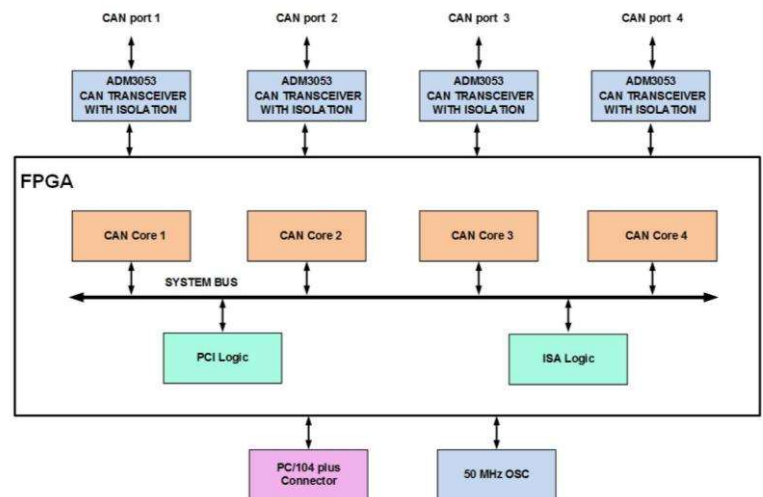 CAN port 1
CAN port 2
CAN port 3
CAN port 4
ADM3053
CAN TRANSCEIVER
WITH ISOLATION
ADM3053
CAN TRANSCEIVER
WITH ISOLATION
ADM3053
CAN TRANSCEIVER
WITH ISOLATION
ADM3053
CAN TRANSCEIVER
WITH ISOLATION
FPGA
CAN Core 1
CAN Core 2
CAN Core 3
CAN Core 4
SYSTEM BUS
PCI Logic
ISA Logic
PC/104 plus
Connector
50 MHz OSC